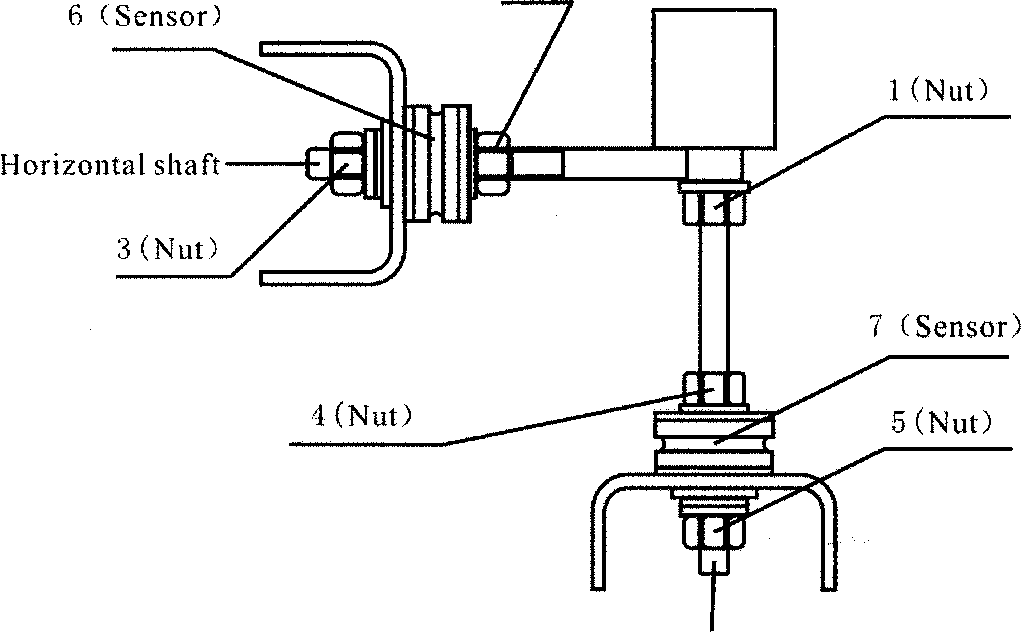 6 (Sensor)
1 (Nut)
Horizontal shaft
3 (Nut)
7 (Sensor)
4 (Nut)
5 (Nut)